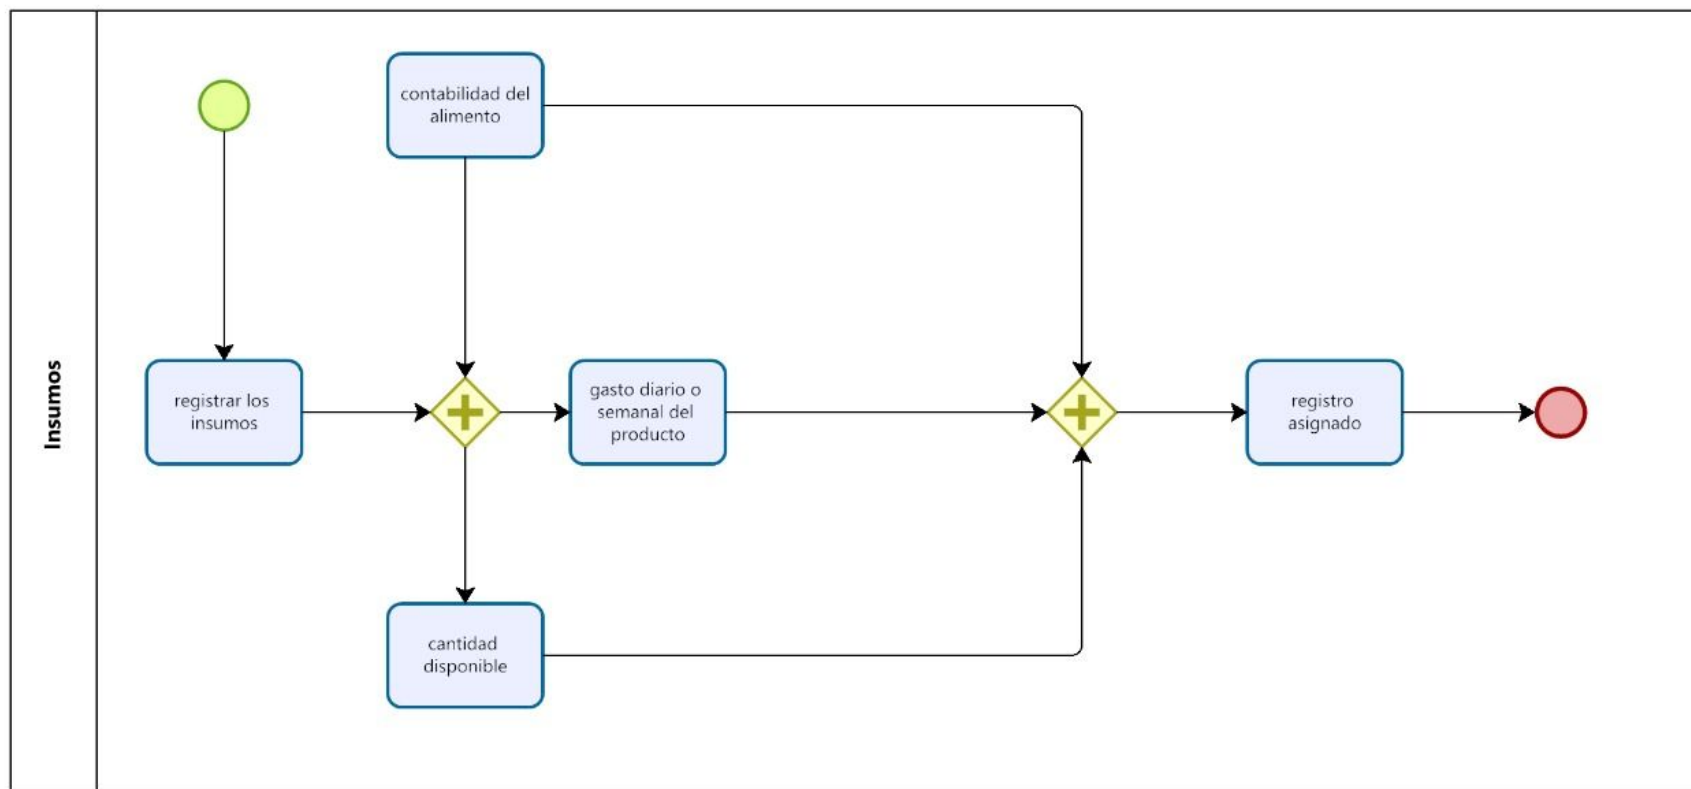 Insumos
contabilidad del
alimento
registrar los
insumos
gasto diario o
semanal del
producto
registro
asignado
cantidad
disponible